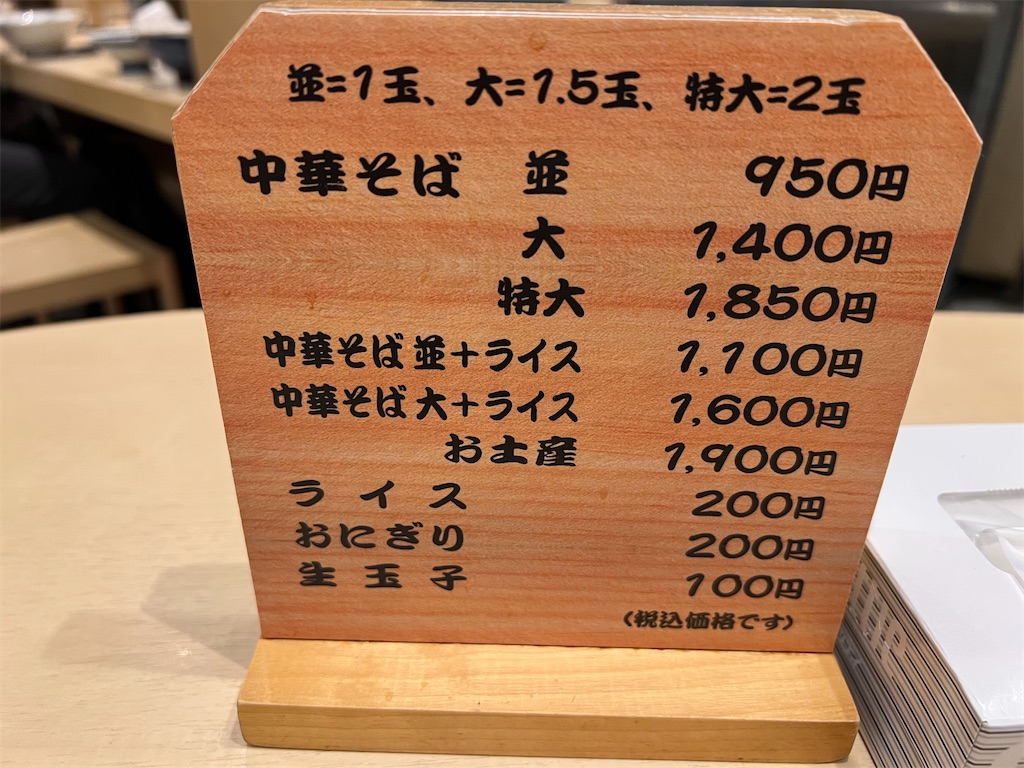 並=1玉、大=1.5玉、特大=2玉
中華そば 並 950円
大 1,400円
特大 1,850円
中華そば 並+ライス 1,100円
中華そば 大+ライス 1,600円
お土産 1,900円
ライス 200円
おにぎり 200円
生玉子 100円
(税込価格です)